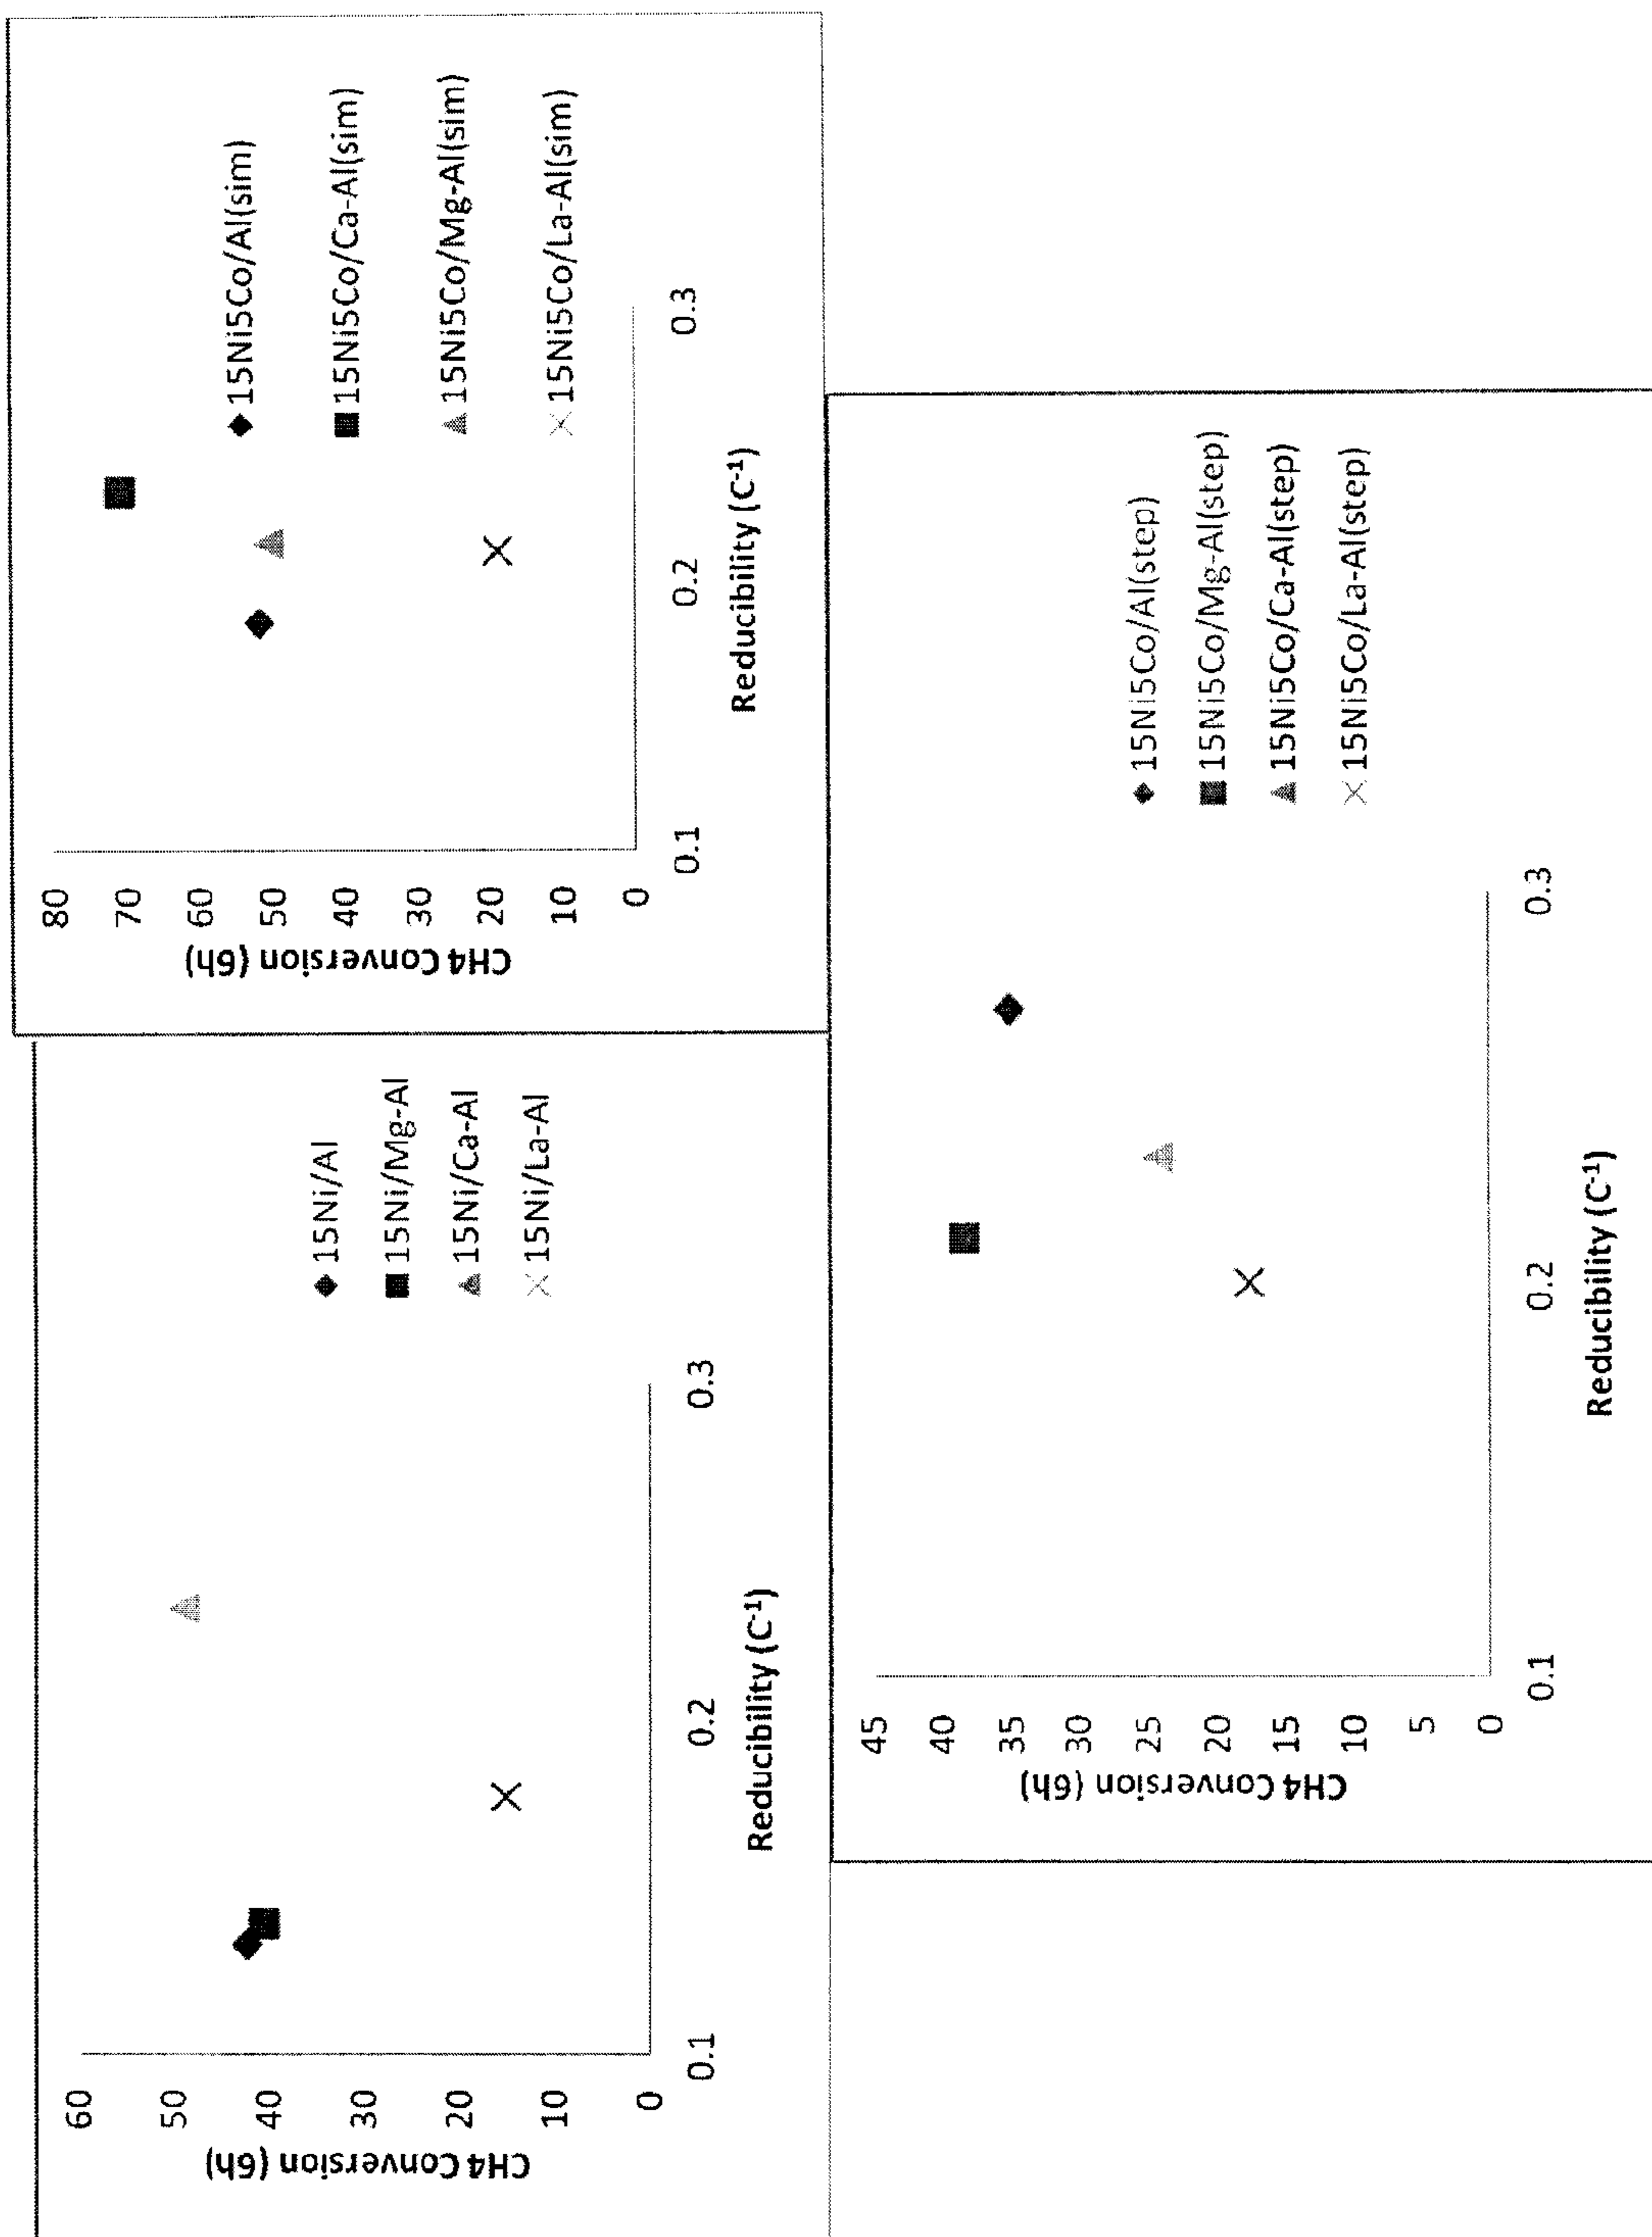 60
50
40
30
20
10
0
CH4 Conversion (6h)
0.1
0.2
0.3
Reducibility (C-1)
15Ni/Al
15Ni/Mg-Al
15Ni/Ca-Al
15Ni/La-Al
80
70
60
50
40
30
20
10
0
CH4 Conversion (6h)
0.1
0.2
0.3
Reducibility (C-1)
15Ni5Co/Al(sim)
15Ni5Co/Ca-Al(sim)
15Ni5Co/Mg-Al(sim)
15Ni5Co/La-Al(sim)
45
40
35
30
25
20
15
10
5
0
CH4 Conversion (6h)
0.1
0.2
0.3
Reducibility (C-1)
15Ni5Co/Al(step)
15Ni5Co/Mg-Al(step)
15Ni5Co/Ca-Al(step)
15Ni5Co/La-Al(step)